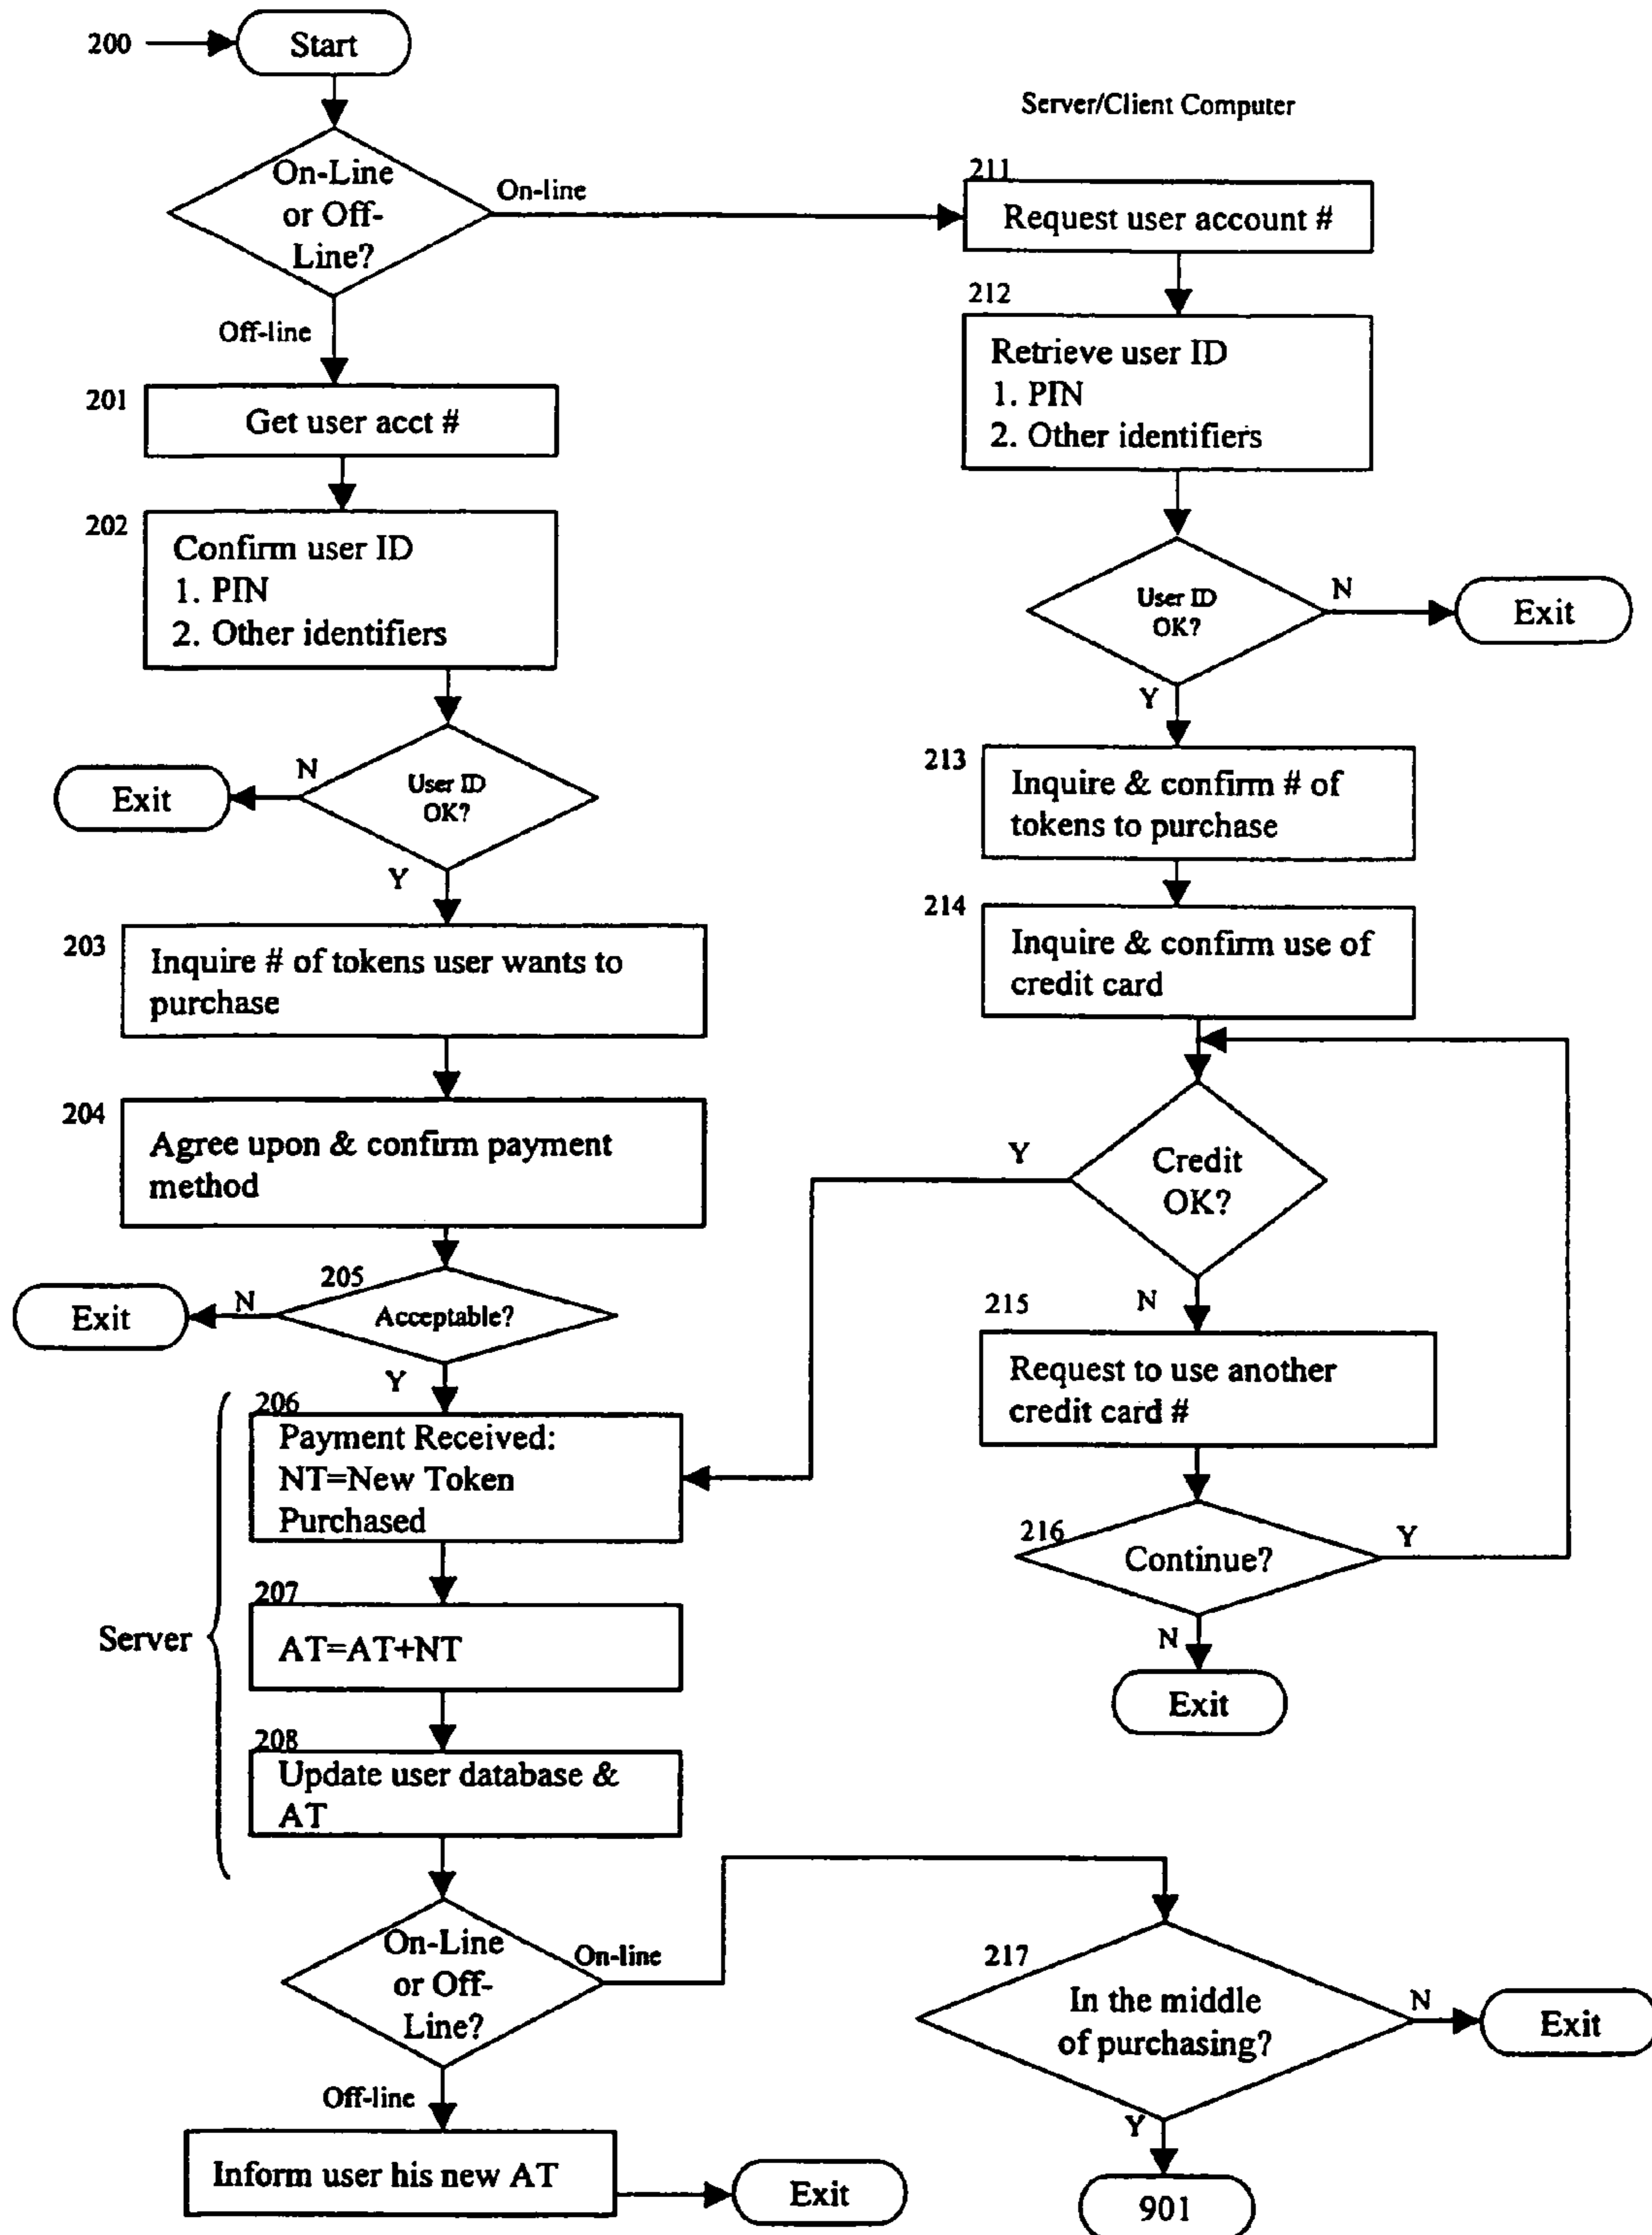 200
Start
Server/Client Computer
On-Line
or Off-
Line?
On-line
Off-line
211
Request user account #
212
Retrieve user ID
1. PIN
2. Other identifiers
201
Get user acct #
202
Confirm user ID
1. PIN
2. Other identifiers
User ID
OK?
N
Exit
Y
User ID
OK?
N
Exit
Y
213
Inquire & confirm # of
tokens to purchase
214
Inquire & confirm use of
credit card
203
Inquire # of tokens user wants to
purchase
204
Agree upon & confirm payment
method
Credit
OK?
Y
N
205
Acceptable?
N
Exit
Y
215
Request to use another
credit card #
216
Continue?
Y
N
Exit
Server
206
Payment Received:
NT=New Token
Purchased
207
AT=AT+NT
208
Update user database &
AT
On-Line
or Off-
Line?
On-line
Off-line
217
In the middle
of purchasing?
N
Exit
Y
901
Inform user his new AT
Exit